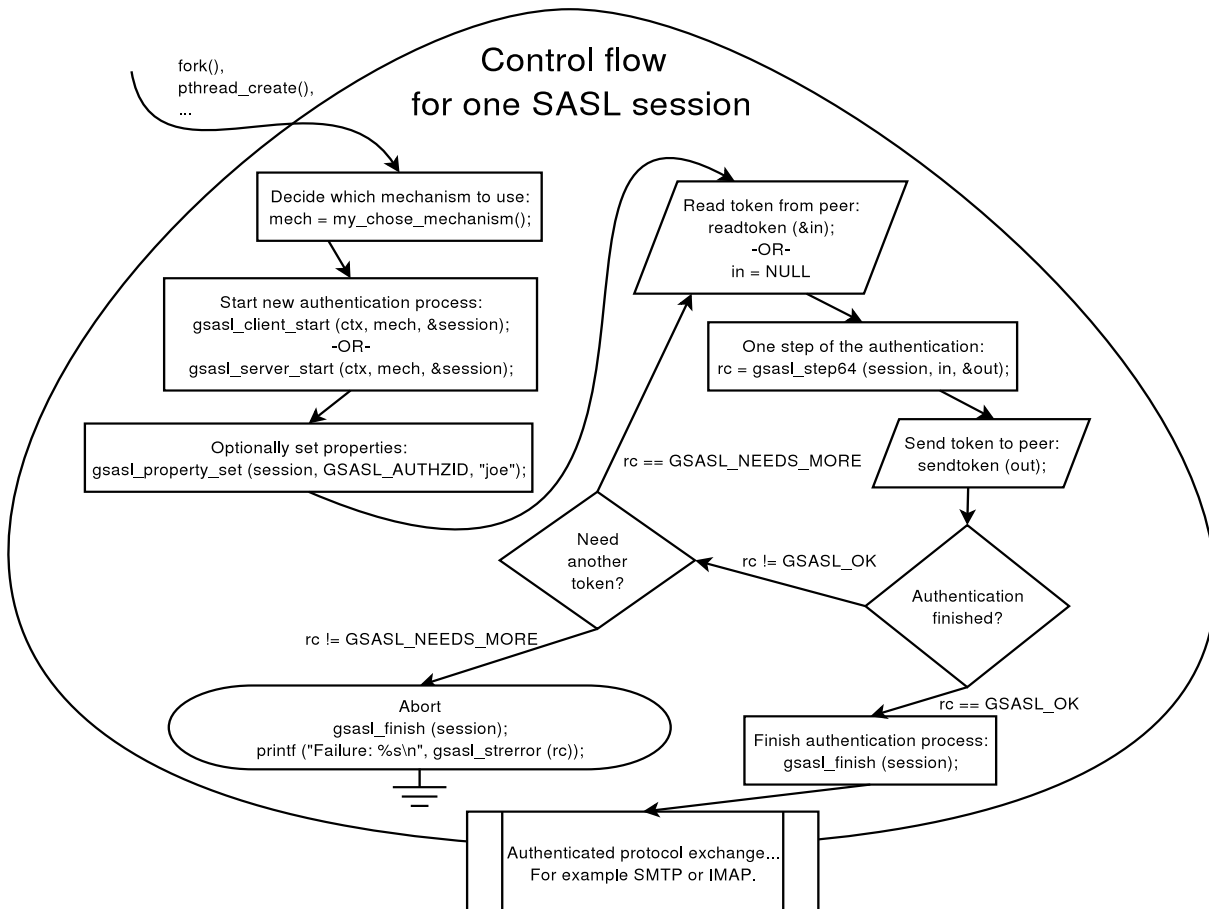 fork(),
pthread_create(),
...
Control flow
for one SASL session
Decide which mechanism to use:
mech = my_chose_mechanism();
Start new authentication process:
gsasl_client_start (ctx, mech, &session);
-OR-
gsasl_server_start (ctx, mech, &session);
Optionally set properties:
gsasl_property_set (session, GSASL_AUTHZID, "joe");
Read token from peer:
readtoken (&in);
-OR-
in = NULL
One step of the authentication:
rc = gsasl_step64 (session, in, &out);
Send token to peer:
sendtoken (out);
Authentication
finished?
rc != GSASL_OK
Need
another
token?
rc == GSASL_NEEDS_MORE
rc != GSASL_NEEDS_MORE
Abort
gsasl_finish (session);
printf ("Failure: %s\n", gsasl_strerror (rc));
rc == GSASL_OK
Finish authentication process:
gsasl_finish (session);
Authenticated protocol exchange...
For example SMTP or IMAP.